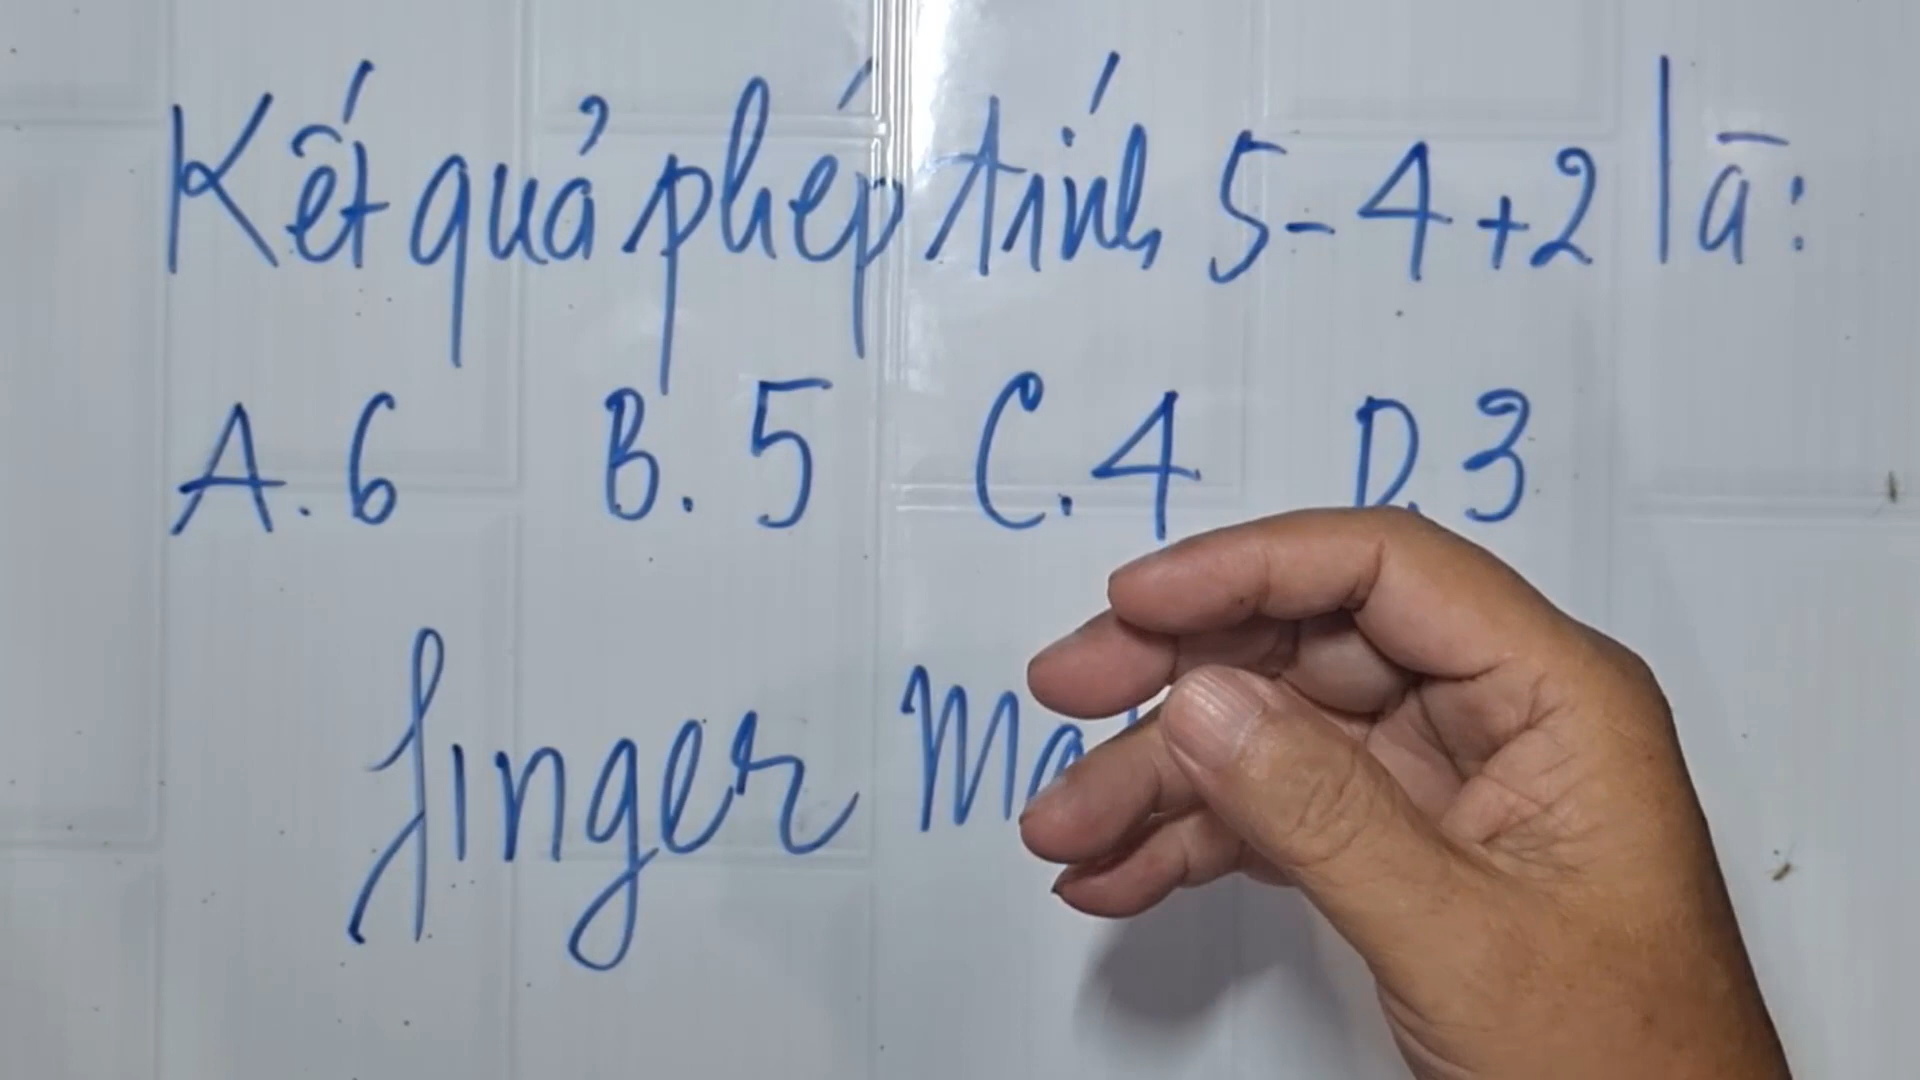 Kết quả phép tính 5-4+2 là:
A. 6 B. 5 C. 4 D. 3
finger